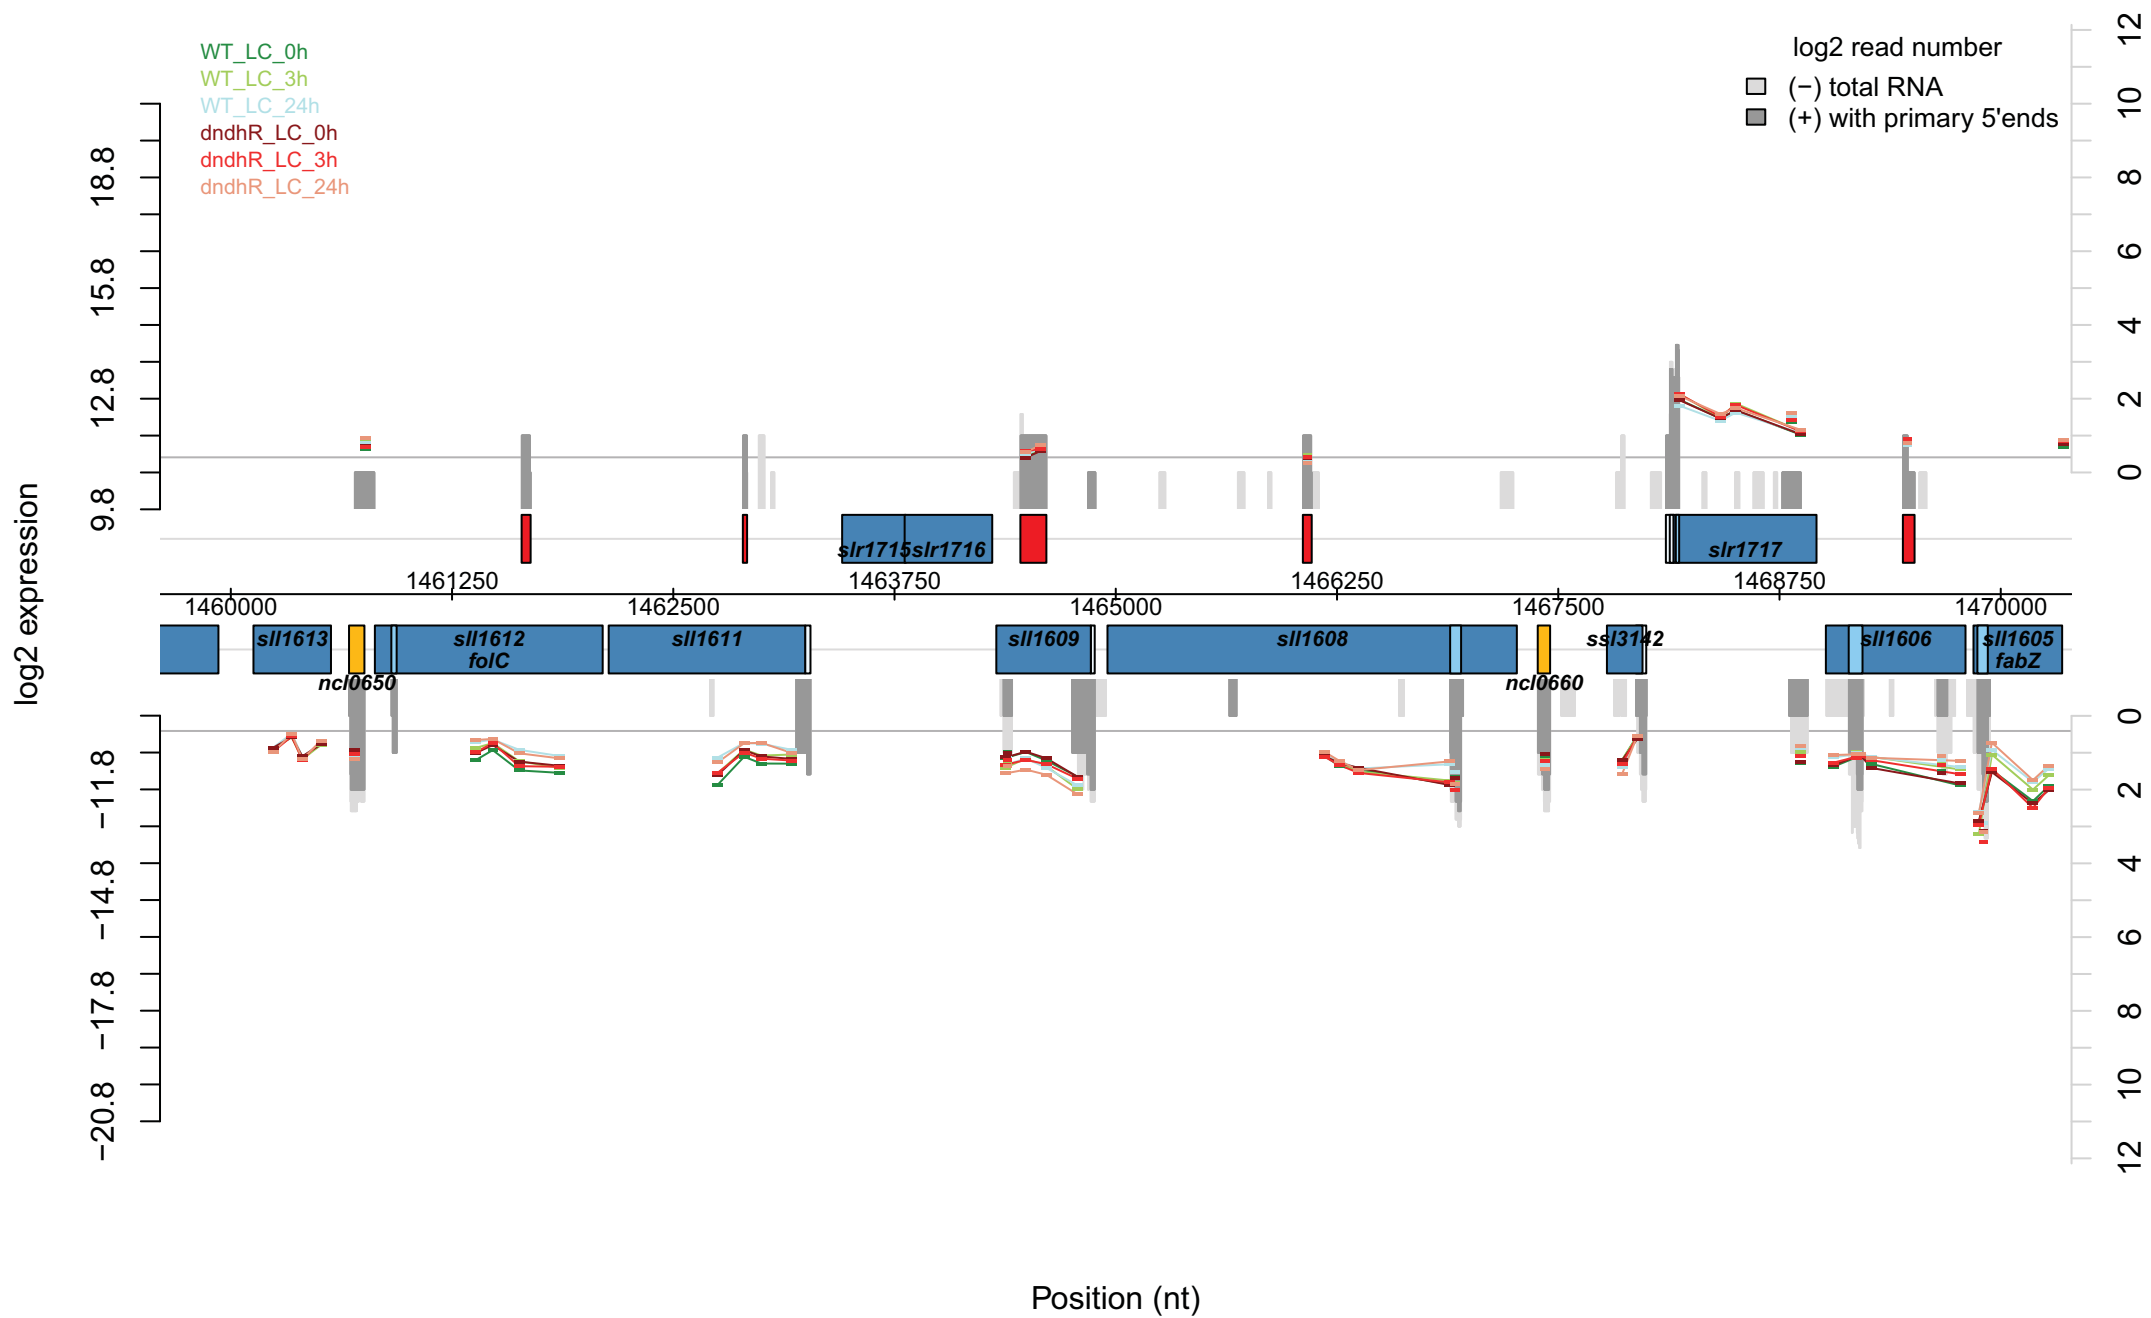 WT_LC_0h
WT_LC_3h
WT_LC_24h
dndhR_LC_0h
dndhR_LC_3h
dndhR_LC_24h
log2 read number
(−) total RNA
(+) with primary 5'ends
log2 expression
18.8
15.8
12.8
9.8
−11.8
−14.8
−17.8
−20.8
12
10
8
6
4
2
0
0
2
4
6
8
10
12
slr1715 slr1716 slr1717
1461250 1463750 1466250 1468750
1460000 1462500 1465000 1467500 1470000
sll1613 sll1612 sll1611 sll1609 sll1608 ssl3142 sll1606 sll1605
folC fabZ
ncl0650 ncl0660
Position (nt)